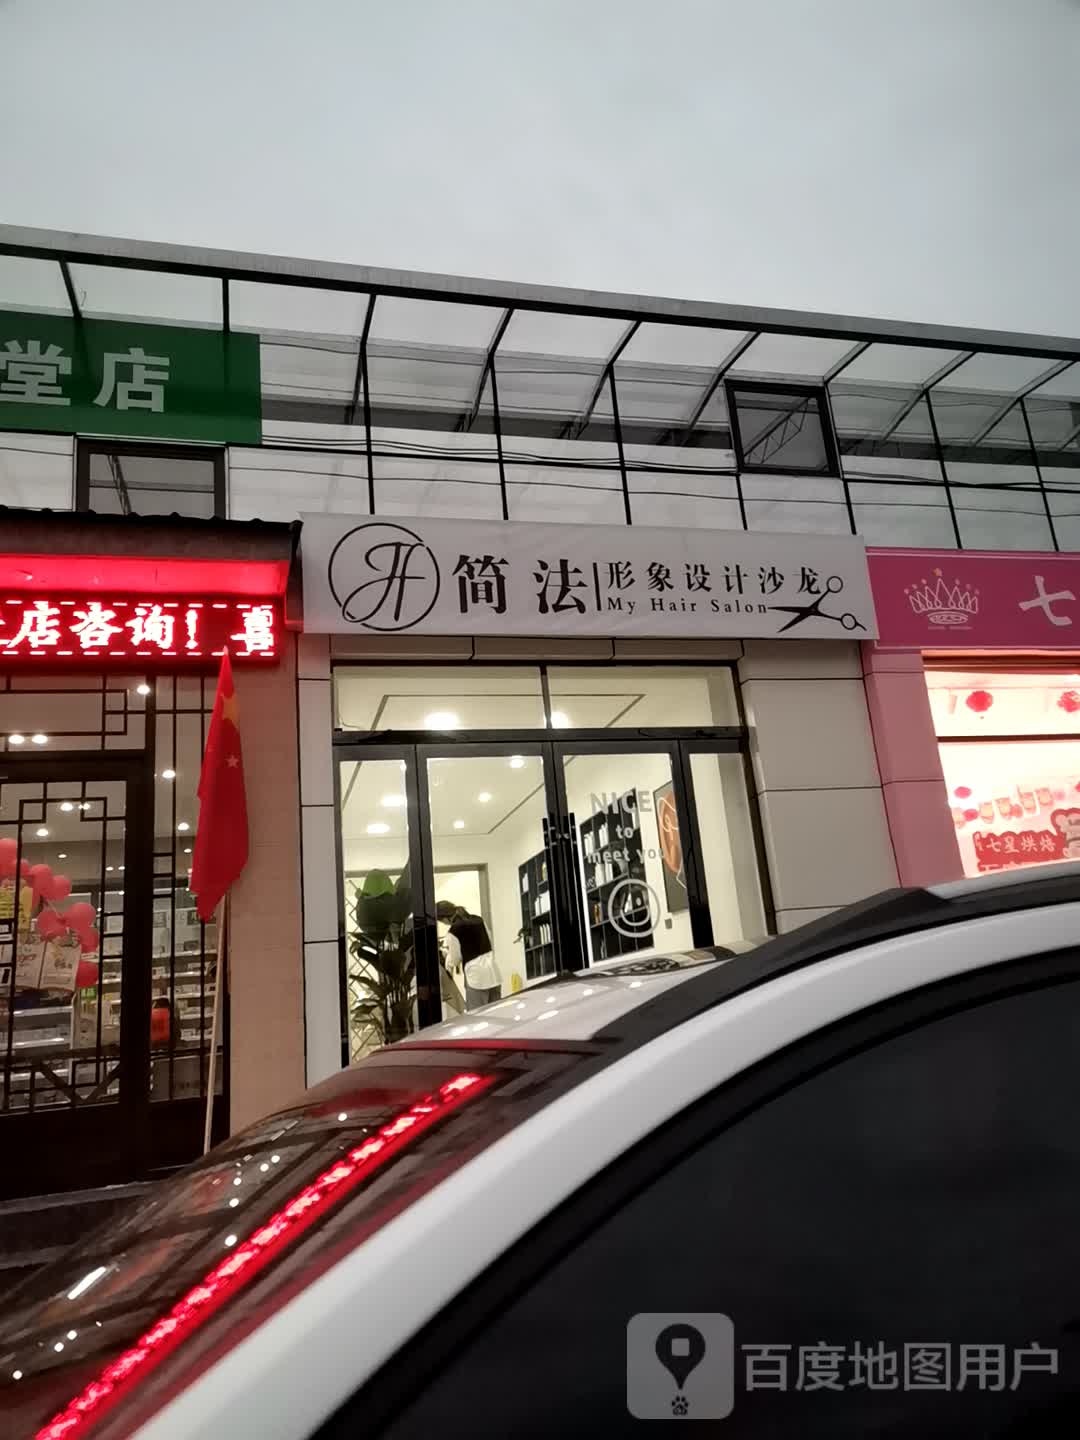 堂店
店咨询！喜
JF
简法
形象设计沙龙
My Hair Salon
七
NICE
to
meet you
七星烘焙
百度地图用户